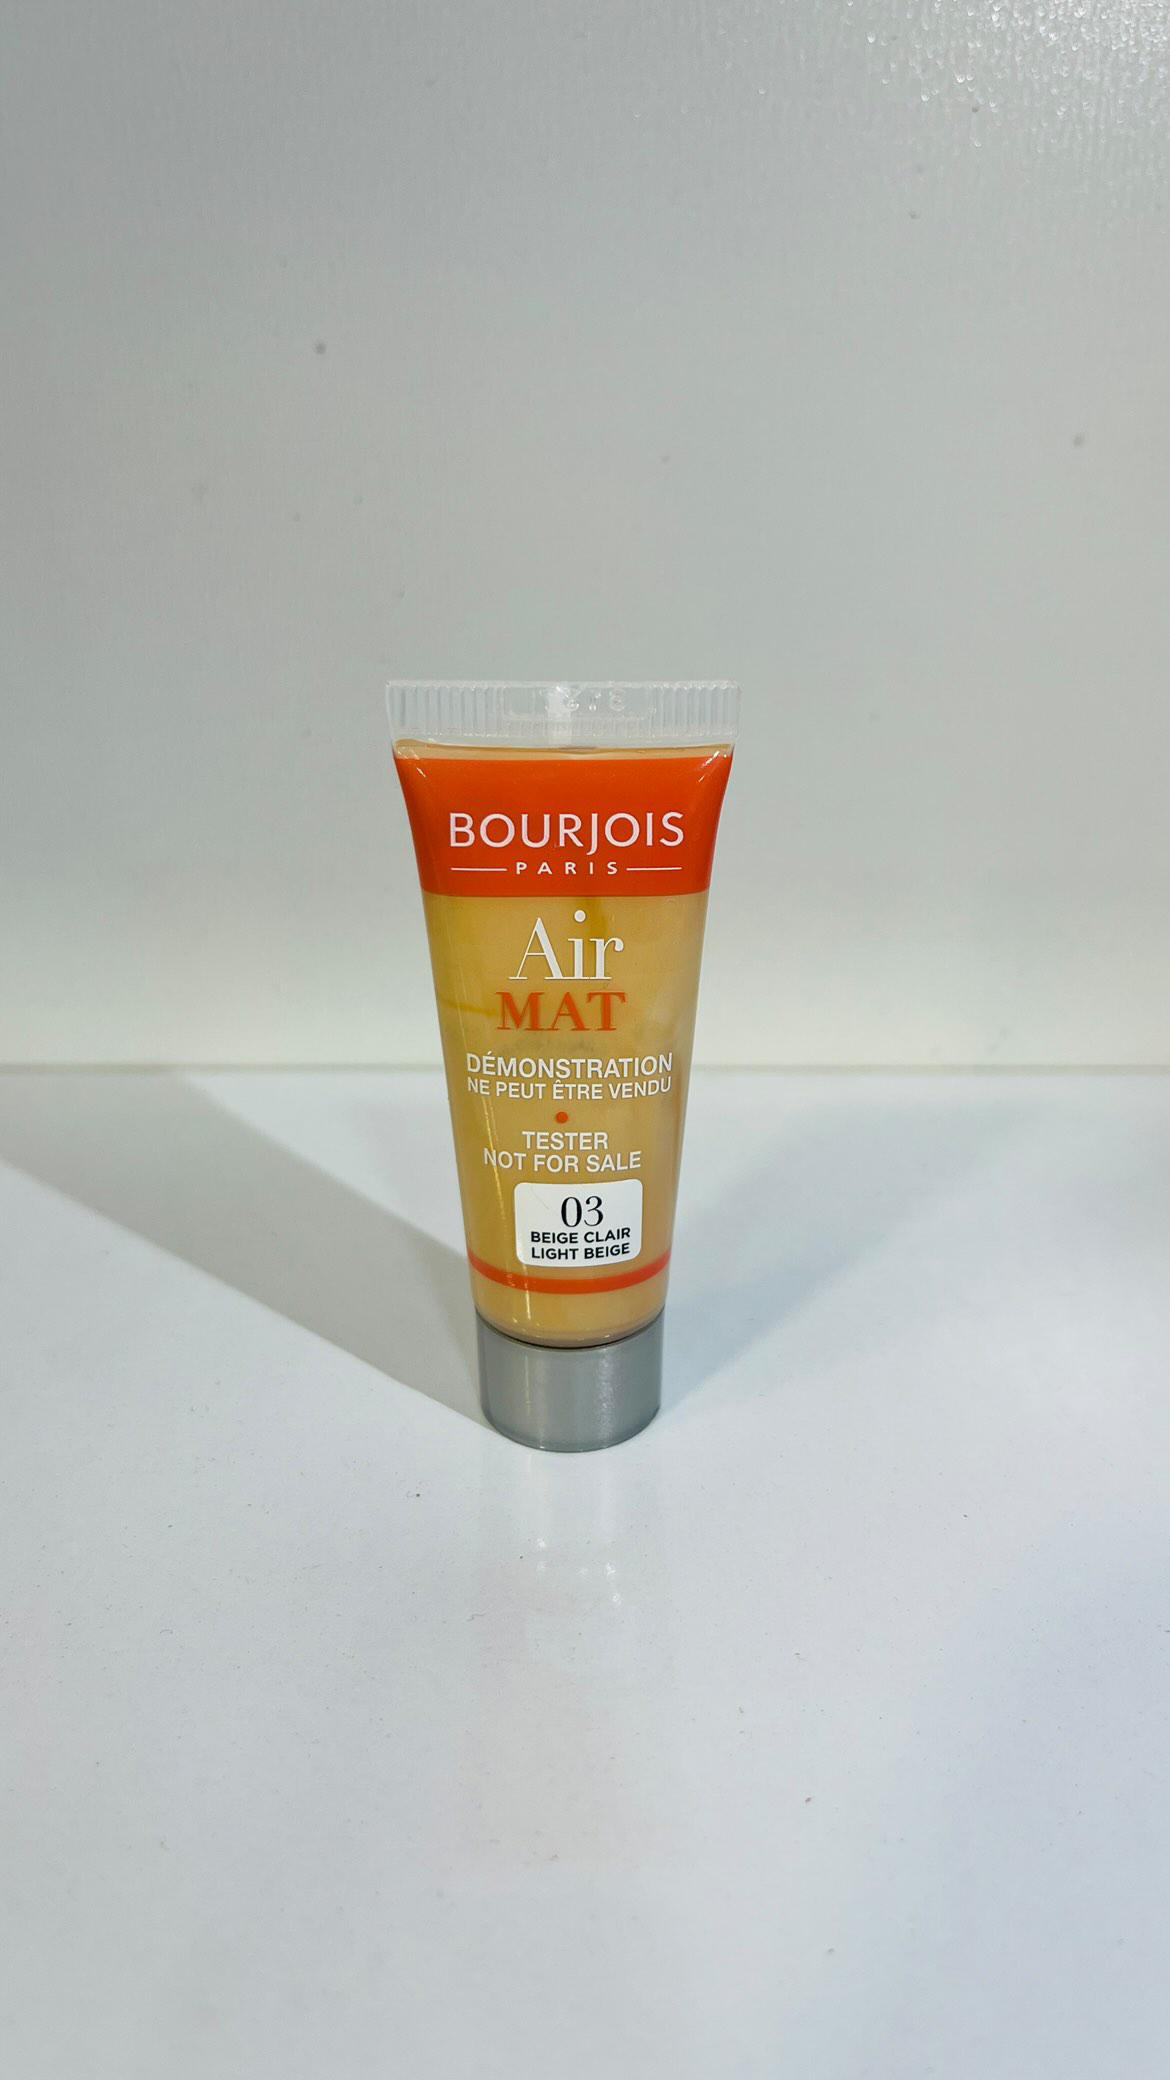 BOURJOIS
PARIS
Air
MAT
DÉMONSTRATION
NE PEUT ÊTRE VENDU
TESTER
NOT FOR SALE
03
BEIGE CLAIR
LIGHT BEIGE